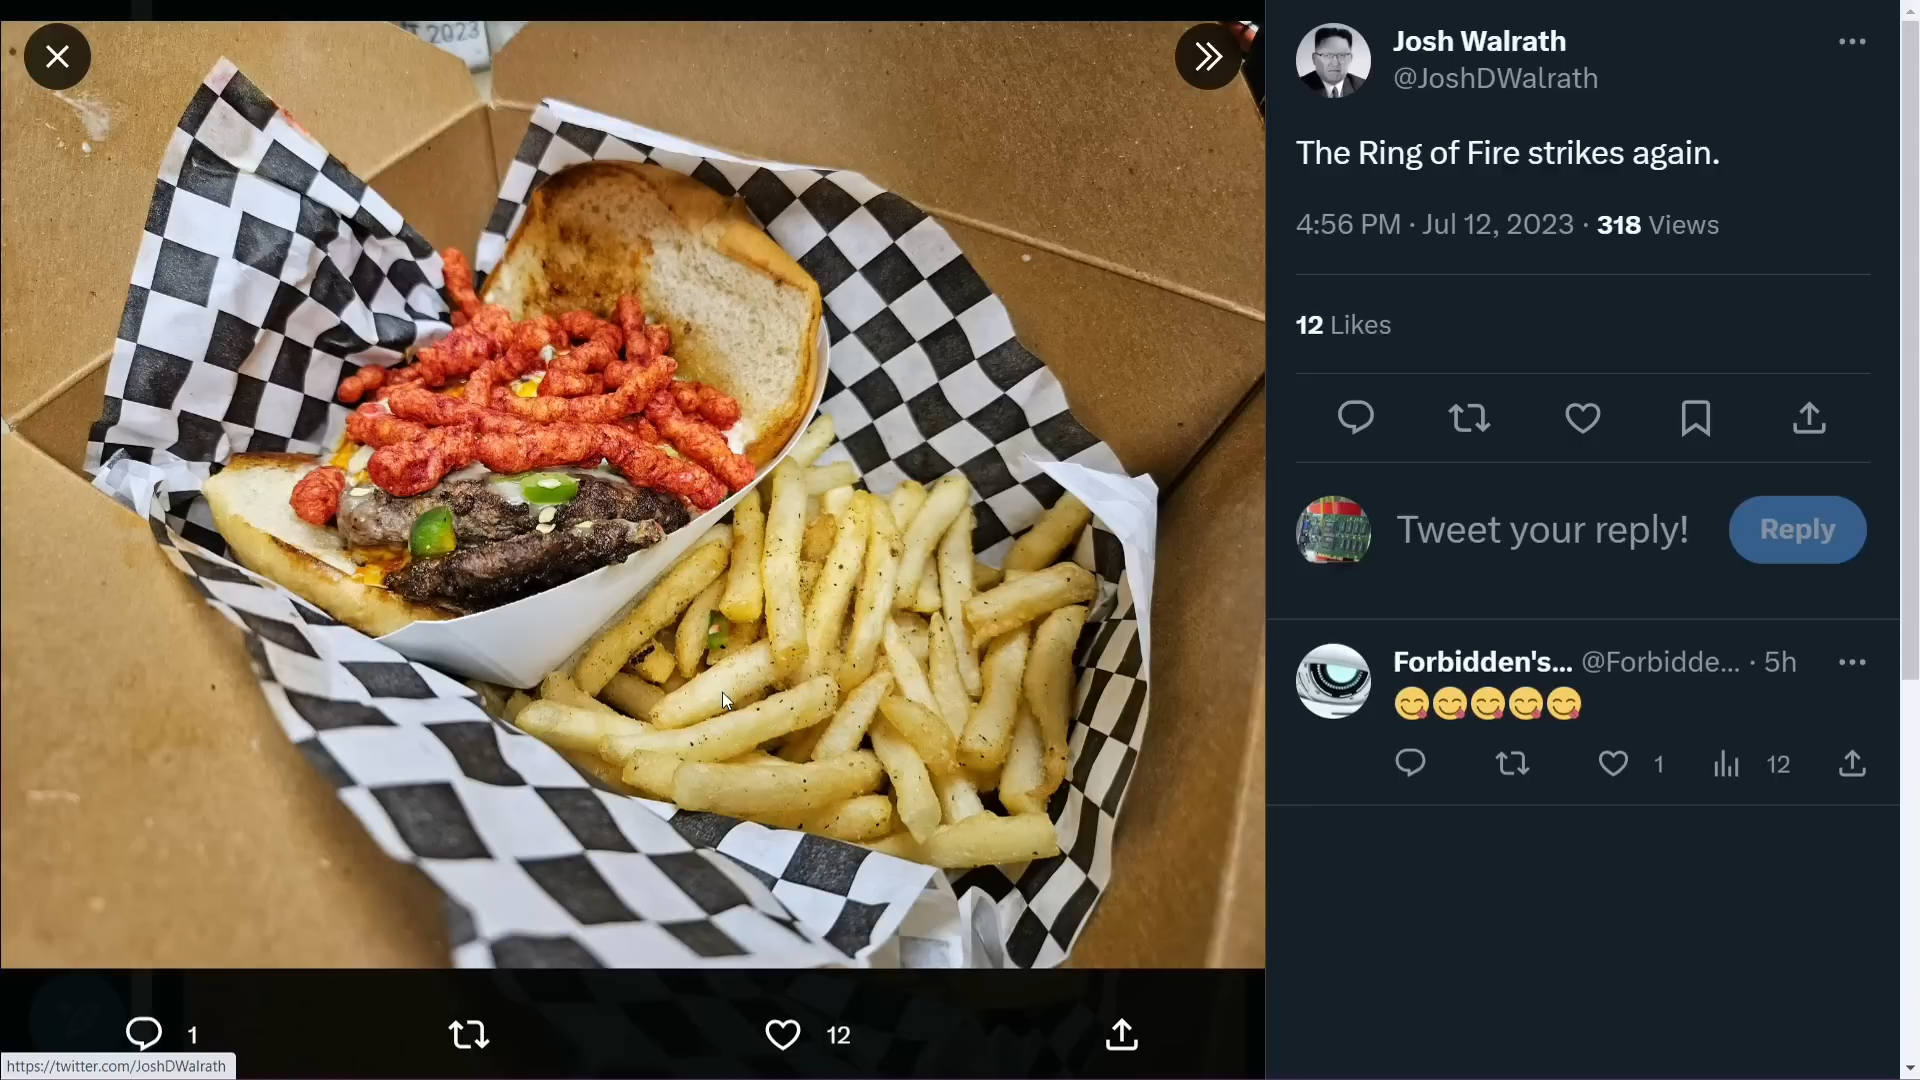 T 2023
Josh Walrath
@JoshDWalrath
The Ring of Fire strikes again.
4:56 PM · Jul 12, 2023 · 318 Views
12 Likes
Tweet your reply!
Reply
Forbidden's... @Forbidde... · 5h
😋😋😋😋😋
1
12
1
12
https://twitter.com/JoshDWalrath